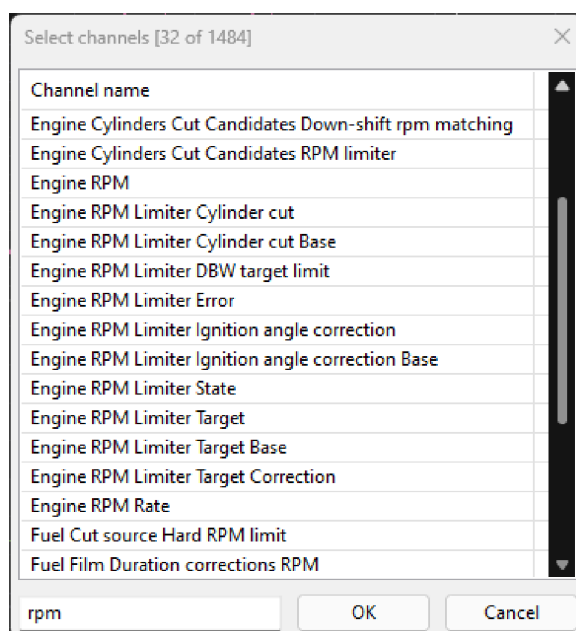 Select channels [32 of 1484]
Channel name
Engine Cylinders Cut Candidates Down-shift rpm matching
Engine Cylinders Cut Candidates RPM limiter
Engine RPM
Engine RPM Limiter Cylinder cut
Engine RPM Limiter Cylinder cut Base
Engine RPM Limiter DBW target limit
Engine RPM Limiter Error
Engine RPM Limiter Ignition angle correction
Engine RPM Limiter Ignition angle correction Base
Engine RPM Limiter State
Engine RPM Limiter Target
Engine RPM Limiter Target Base
Engine RPM Limiter Target Correction
Engine RPM Rate
Fuel Cut source Hard RPM limit
Fuel Film Duration corrections RPM
rpm OK Cancel